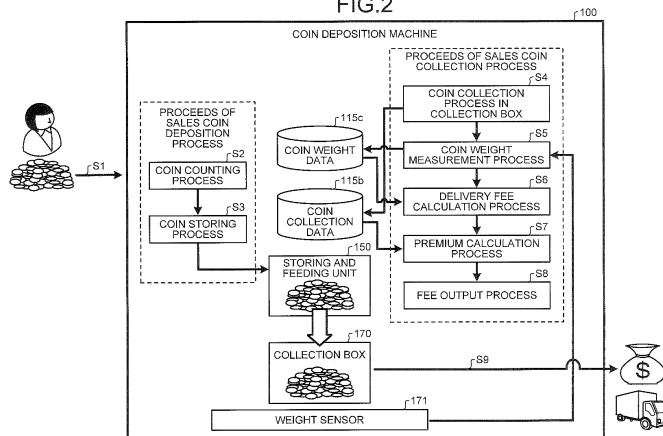 FIG.2
100
COIN DEPOSITION MACHINE
PROCEEDS OF SALES COIN
COLLECTION PROCESS
S4
COIN COLLECTION
PROCESS IN
COLLECTION BOX
PROCEEDS OF
SALES COIN
DEPOSITION
PROCESS
115c
COIN WEIGHT
DATA
S5
COIN WEIGHT
MEASUREMENT PROCESS
S1
S2
COIN COUNTING
PROCESS
115b
COIN
COLLECTION
DATA
S6
DELIVERY FEE
CALCULATION PROCESS
S3
COIN STORING
PROCESS
S7
PREMIUM CALCULATION
PROCESS
150
STORING AND
FEEDING UNIT
S8
FEE OUTPUT PROCESS
170
COLLECTION BOX
S9
$
171
WEIGHT SENSOR